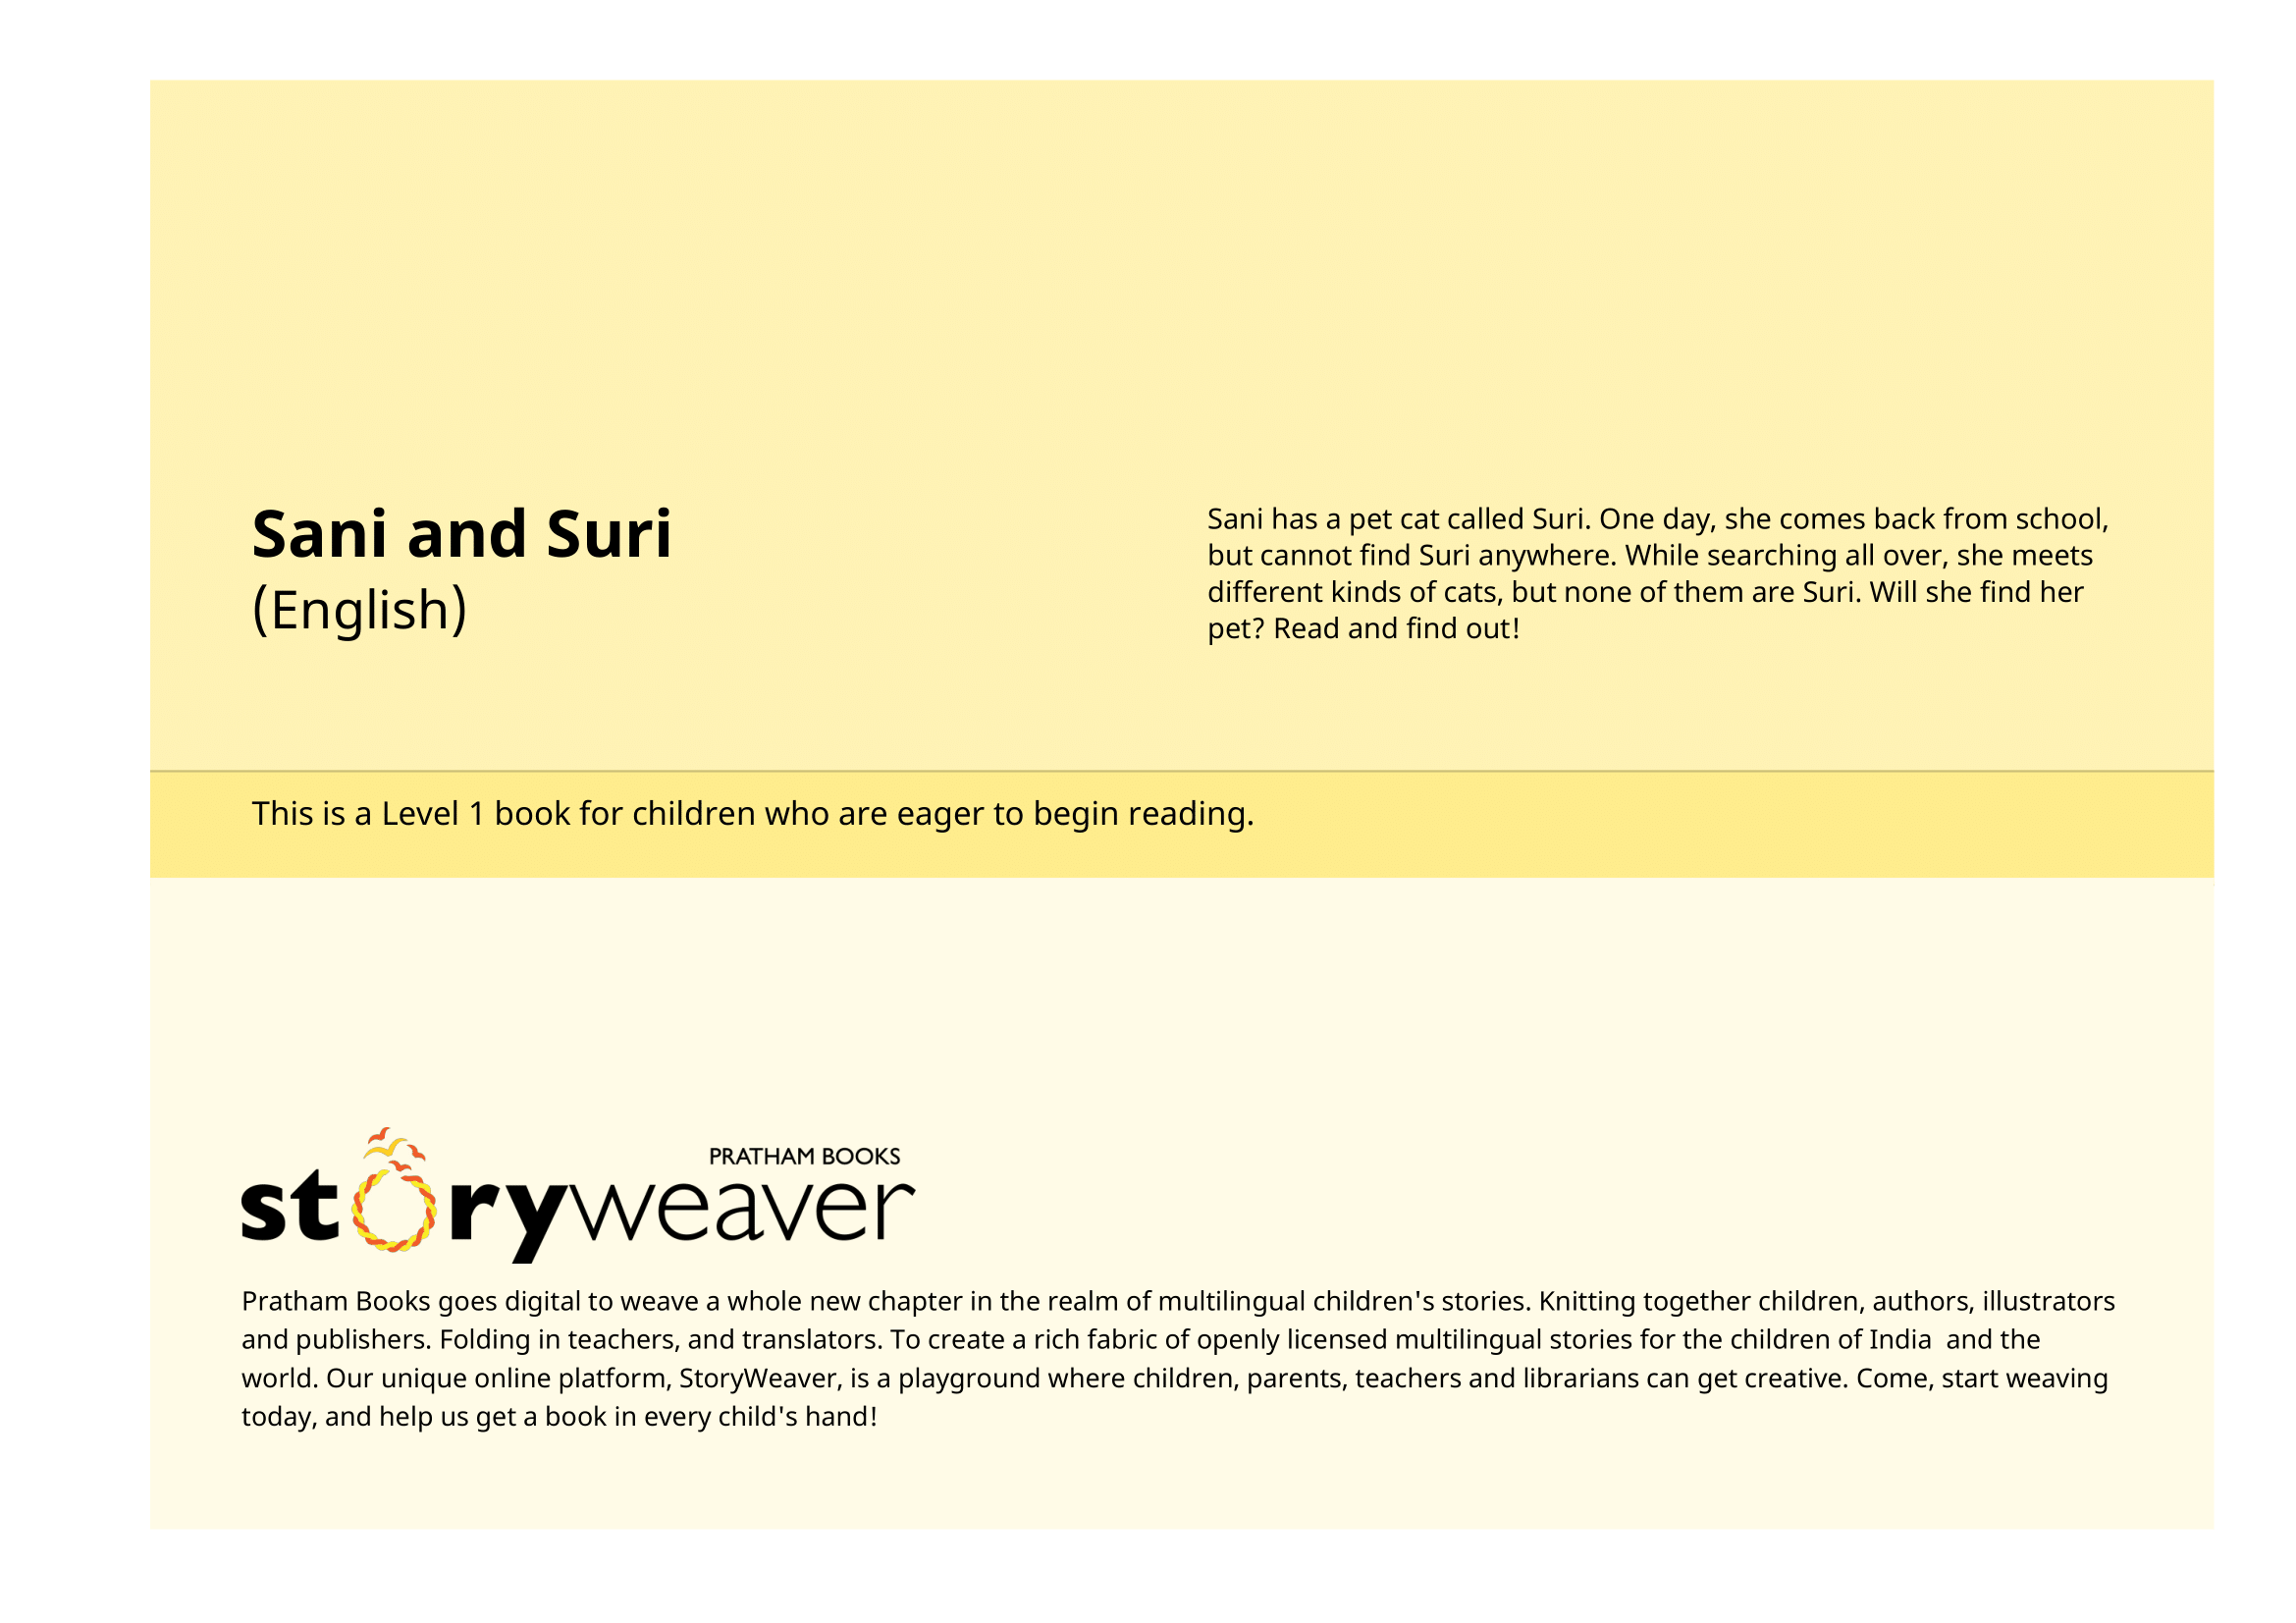 Sani and Suri
(English)
Sani has a pet cat called Suri. One day, she comes back from school,
but cannot find Suri anywhere. While searching all over, she meets
different kinds of cats, but none of them are Suri. Will she find her
pet? Read and find out!
This is a Level 1 book for children who are eager to begin reading.
PRATHAM BOOKS
storyweaver
Pratham Books goes digital to weave a whole new chapter in the realm of multilingual children's stories. Knitting together children, authors, illustrators
and publishers. Folding in teachers, and translators. To create a rich fabric of openly licensed multilingual stories for the children of India  and the
world. Our unique online platform, StoryWeaver, is a playground where children, parents, teachers and librarians can get creative. Come, start weaving
today, and help us get a book in every child's hand!